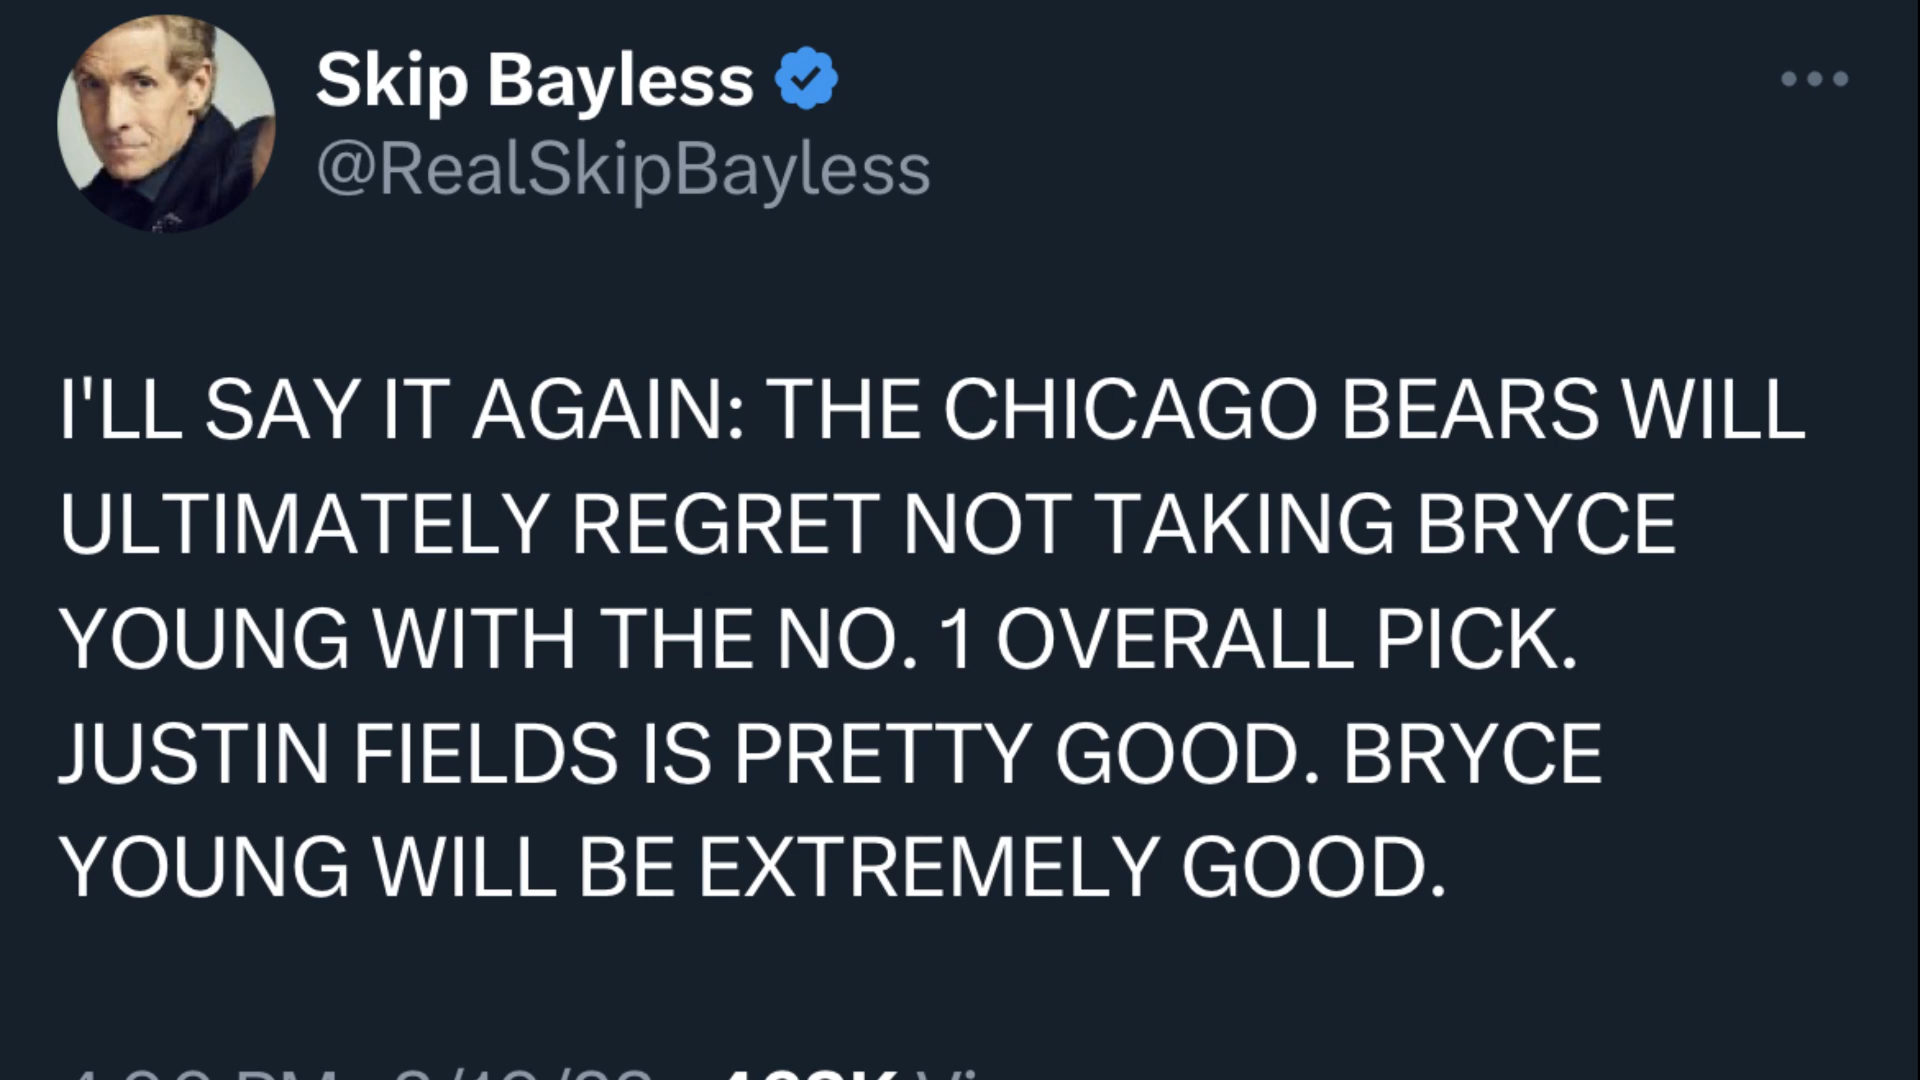 Skip Bayless
@RealSkipBayless
I'LL SAY IT AGAIN: THE CHICAGO BEARS WILL
ULTIMATELY REGRET NOT TAKING BRYCE
YOUNG WITH THE NO. 1 OVERALL PICK.
JUSTIN FIELDS IS PRETTY GOOD. BRYCE
YOUNG WILL BE EXTREMELY GOOD.
PM